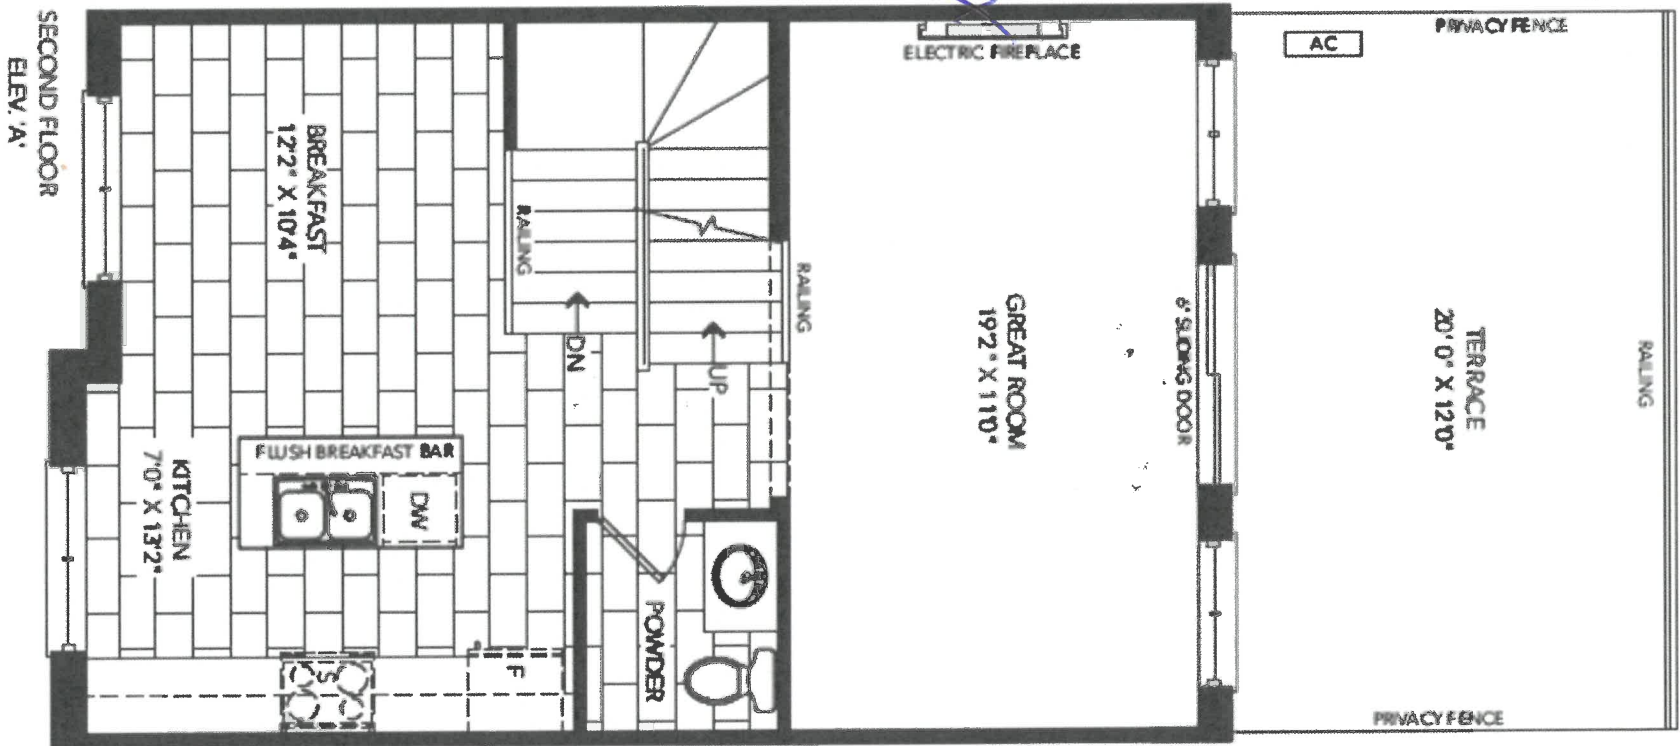 SECOND FLOOR
ELEV. 'A'
BREAKFAST
12'2" X 10'4"
KITCHEN
7'0" X 13'2"
FLUSH BREAKFAST BAR
DW
S
F
RAILING
DN
UP
RAILING
POWDER
ELECTRIC FIREPLACE
GREAT ROOM
19'2" X 11'0"
6' SLIDING DOOR
PRIVACY FENCE
AC
TERRACE
20'0" X 12'0"
RAILING
PRIVACY FENCE